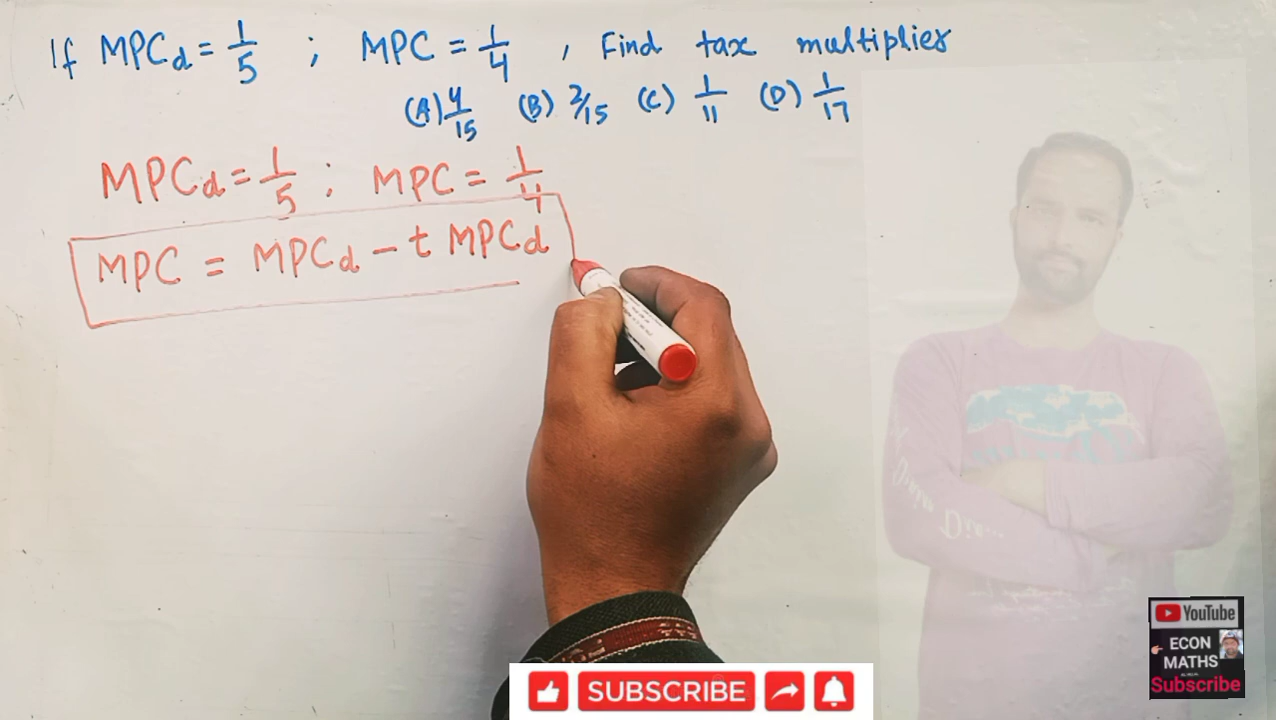 If MPCd = 1/5 ; MPC = 1/4 , Find tax multiplier
(A) 4/15 (B) 2/15 (C) 1/11 (D) 1/17
MPCd = 1/5 ; MPC = 1/4
MPC = MPCd - t MPCd
YouTube
ECON
MATHS
Subscribe
SUBSCRIBE